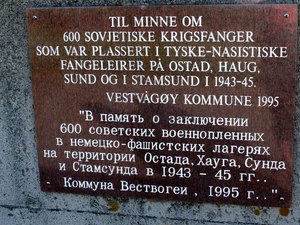 TIL MINNE OM
600 SOVJETISKE KRIGSFANGER
SOM VAR PLASSERT I TYSKE-NASISTISKE
FANGELEIRER PÅ OSTAD, HAUG,
SUND OG I STAMSUND I 1943-45.
VESTVÅGØY KOMMUNE 1995
"В память о заключении
600 советских военнопленных
в немецко-фашистских лагерях
на территории Остада, Хауга, Сунда
и Стамсунда в 1943 - 45 гг..
- Коммуна Вествогеи , 1995 г.."-